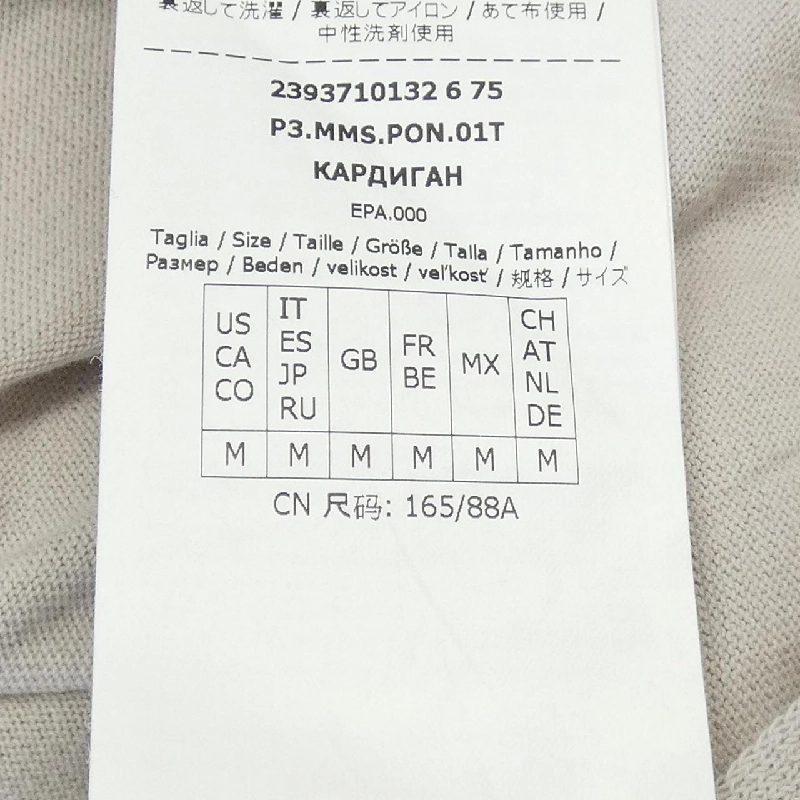 裏返して洗濯 / 裏返してアイロン / あて布使用 /
中性洗剤使用
2393710132 6 75
P3.MMS.PON.01T
КАРДИГАН
EPA.000
Taglia / Size / Taille / Größe / Talla / Tamanho /
Размер / Beden / velikost / veľkosť / 规格 / サイズ
US CA CO IT ES JP RU GB FR BE MX CH AT NL DE
M M M M M M
CN 尺码: 165/88A